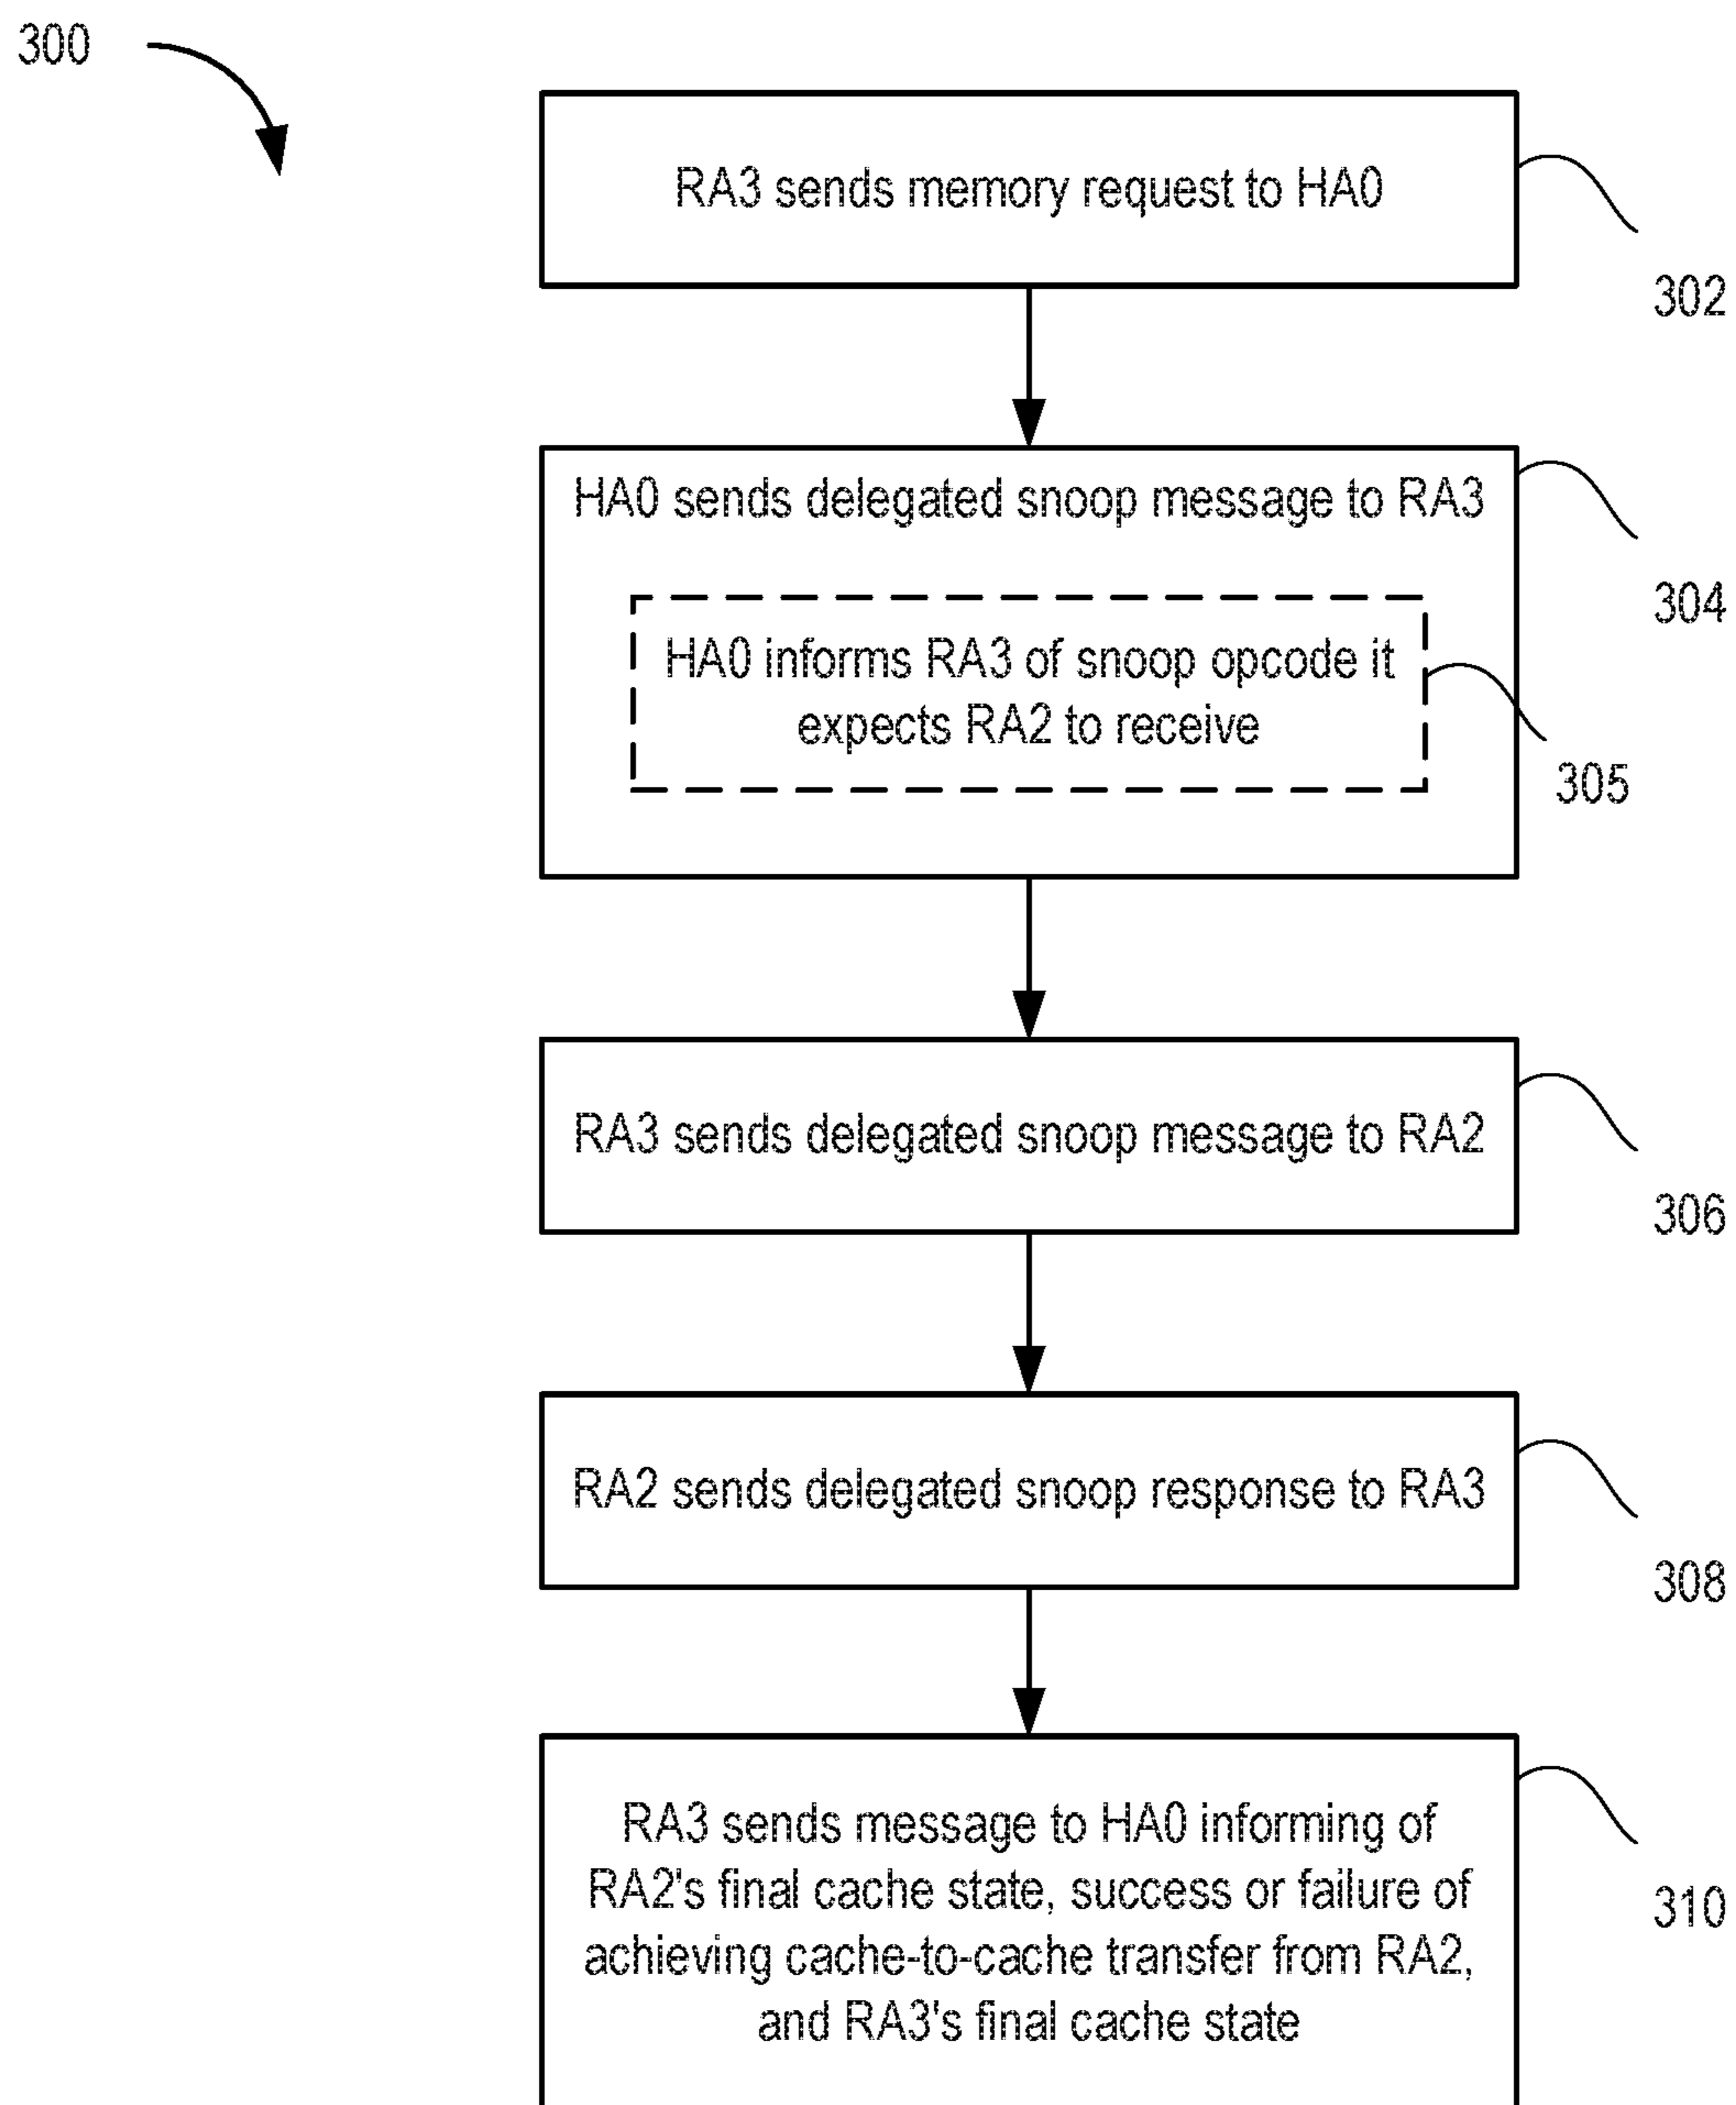 300
RA3 sends memory request to HA0
302
HA0 sends delegated snoop message to RA3
304
HA0 informs RA3 of snoop opcode it
expects RA2 to receive
305
RA3 sends delegated snoop message to RA2
306
RA2 sends delegated snoop response to RA3
308
RA3 sends message to HA0 informing of
RA2's final cache state, success or failure of
achieving cache-to-cache transfer from RA2,
and RA3's final cache state
310